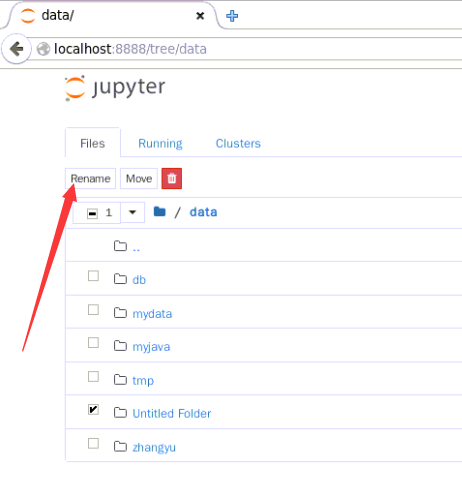 data/
localhost:8888/tree/data
jupyter
Files Running Clusters
Rename Move
1 / data
..
db
mydata
myjava
tmp
Untitled Folder
zhangyu